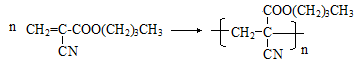 COO(CH₂)₃CH₃
n CH₂=C-COO(CH₂)₃CH₃ → [CH₂-C]n
CN CN